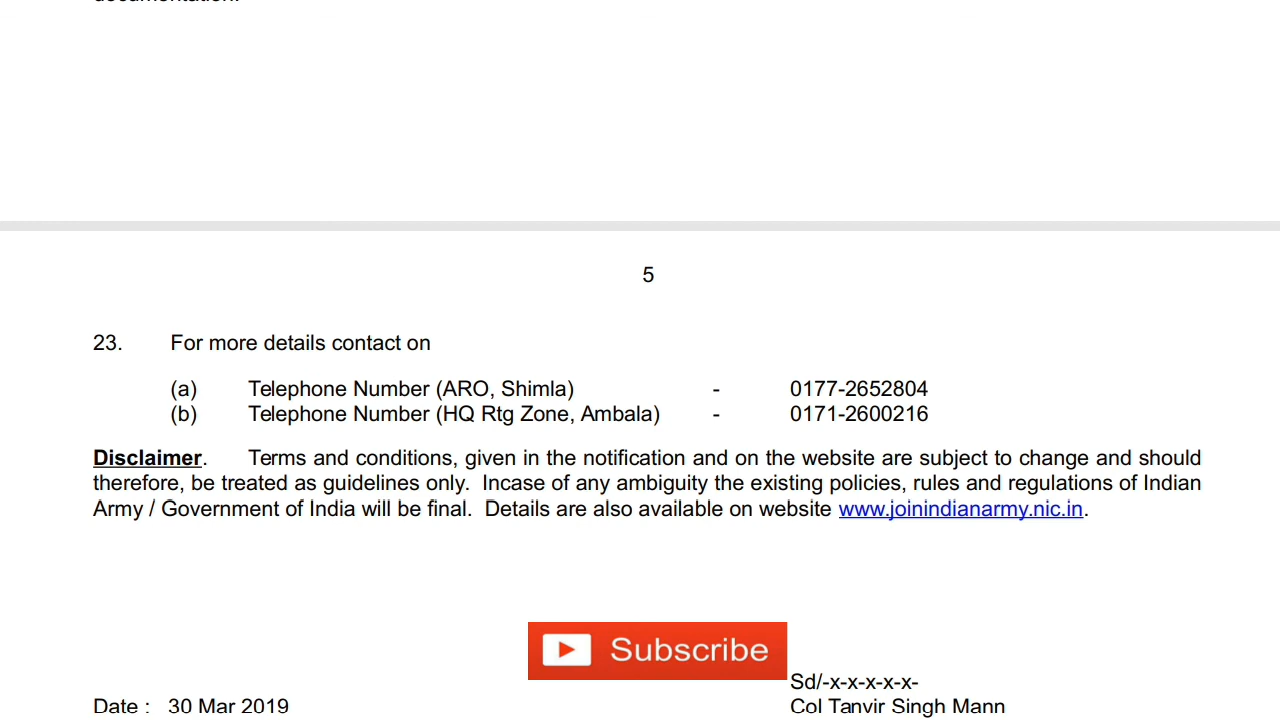 5
23. For more details contact on
(a) Telephone Number (ARO, Shimla) - 0177-2652804
(b) Telephone Number (HQ Rtg Zone, Ambala) - 0171-2600216
Disclaimer. Terms and conditions, given in the notification and on the website are subject to change and should
therefore, be treated as guidelines only. Incase of any ambiguity the existing policies, rules and regulations of Indian
Army / Government of India will be final. Details are also available on website www.joinindianarmy.nic.in.
Subscribe
Sd/-x-x-x-x-x-
Date : 30 Mar 2019 Col Tanvir Singh Mann